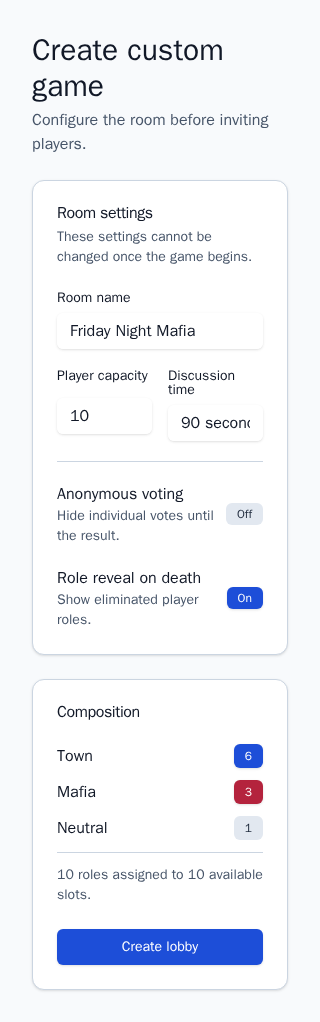 Create custom
game
Configure the room before inviting
players.
Room settings
These settings cannot be
changed once the game begins.
Room name
Friday Night Mafia
Player capacity
10
Discussion
time
90 secon
Anonymous voting
Hide individual votes until
the result.
Off
Role reveal on death
Show eliminated player
roles.
On
Composition
Town
6
Mafia
3
Neutral
1
10 roles assigned to 10 available
slots.
Create lobby